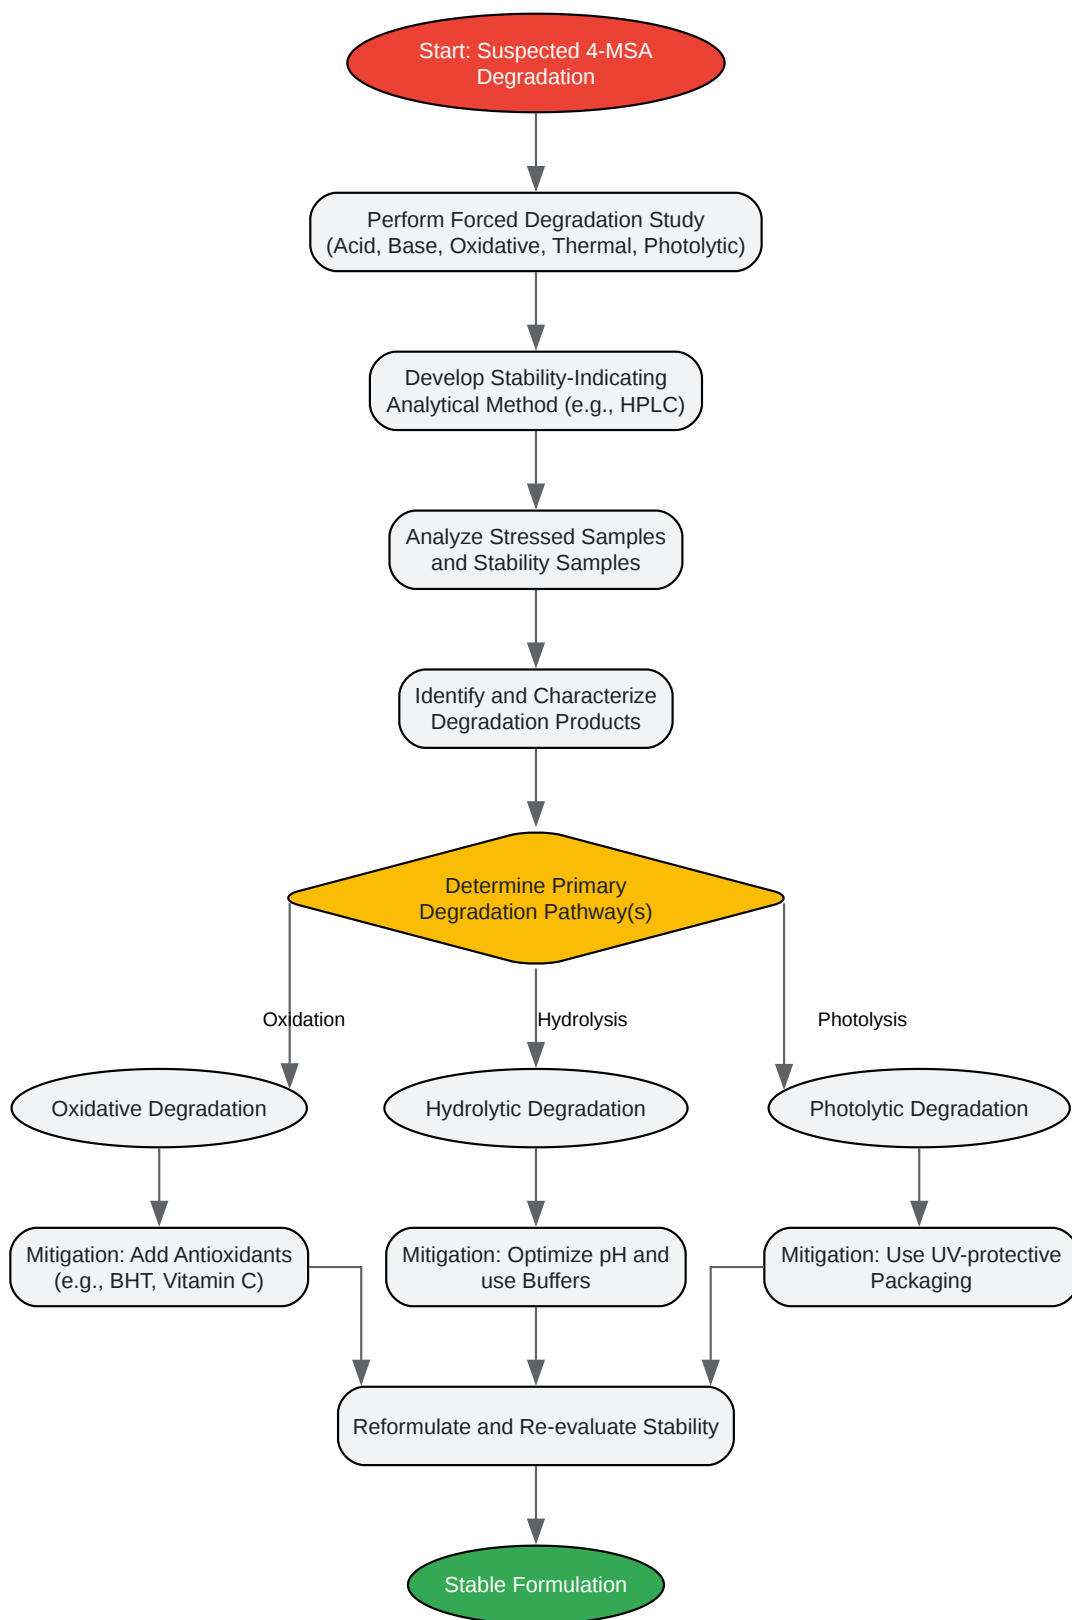 Start: Suspected 4-MSA
Degradation
Perform Forced Degradation Study
(Acid, Base, Oxidative, Thermal, Photolytic)
Develop Stability-Indicating
Analytical Method (e.g., HPLC)
Analyze Stressed Samples
and Stability Samples
Identify and Characterize
Degradation Products
Determine Primary
Degradation Pathway(s)
Oxidation
Hydrolysis
Photolysis
Oxidative Degradation
Hydrolytic Degradation
Photolytic Degradation
Mitigation: Add Antioxidants
(e.g., BHT, Vitamin C)
Mitigation: Optimize pH and
use Buffers
Mitigation: Use UV-protective
Packaging
Reformulate and Re-evaluate Stability
Stable Formulation